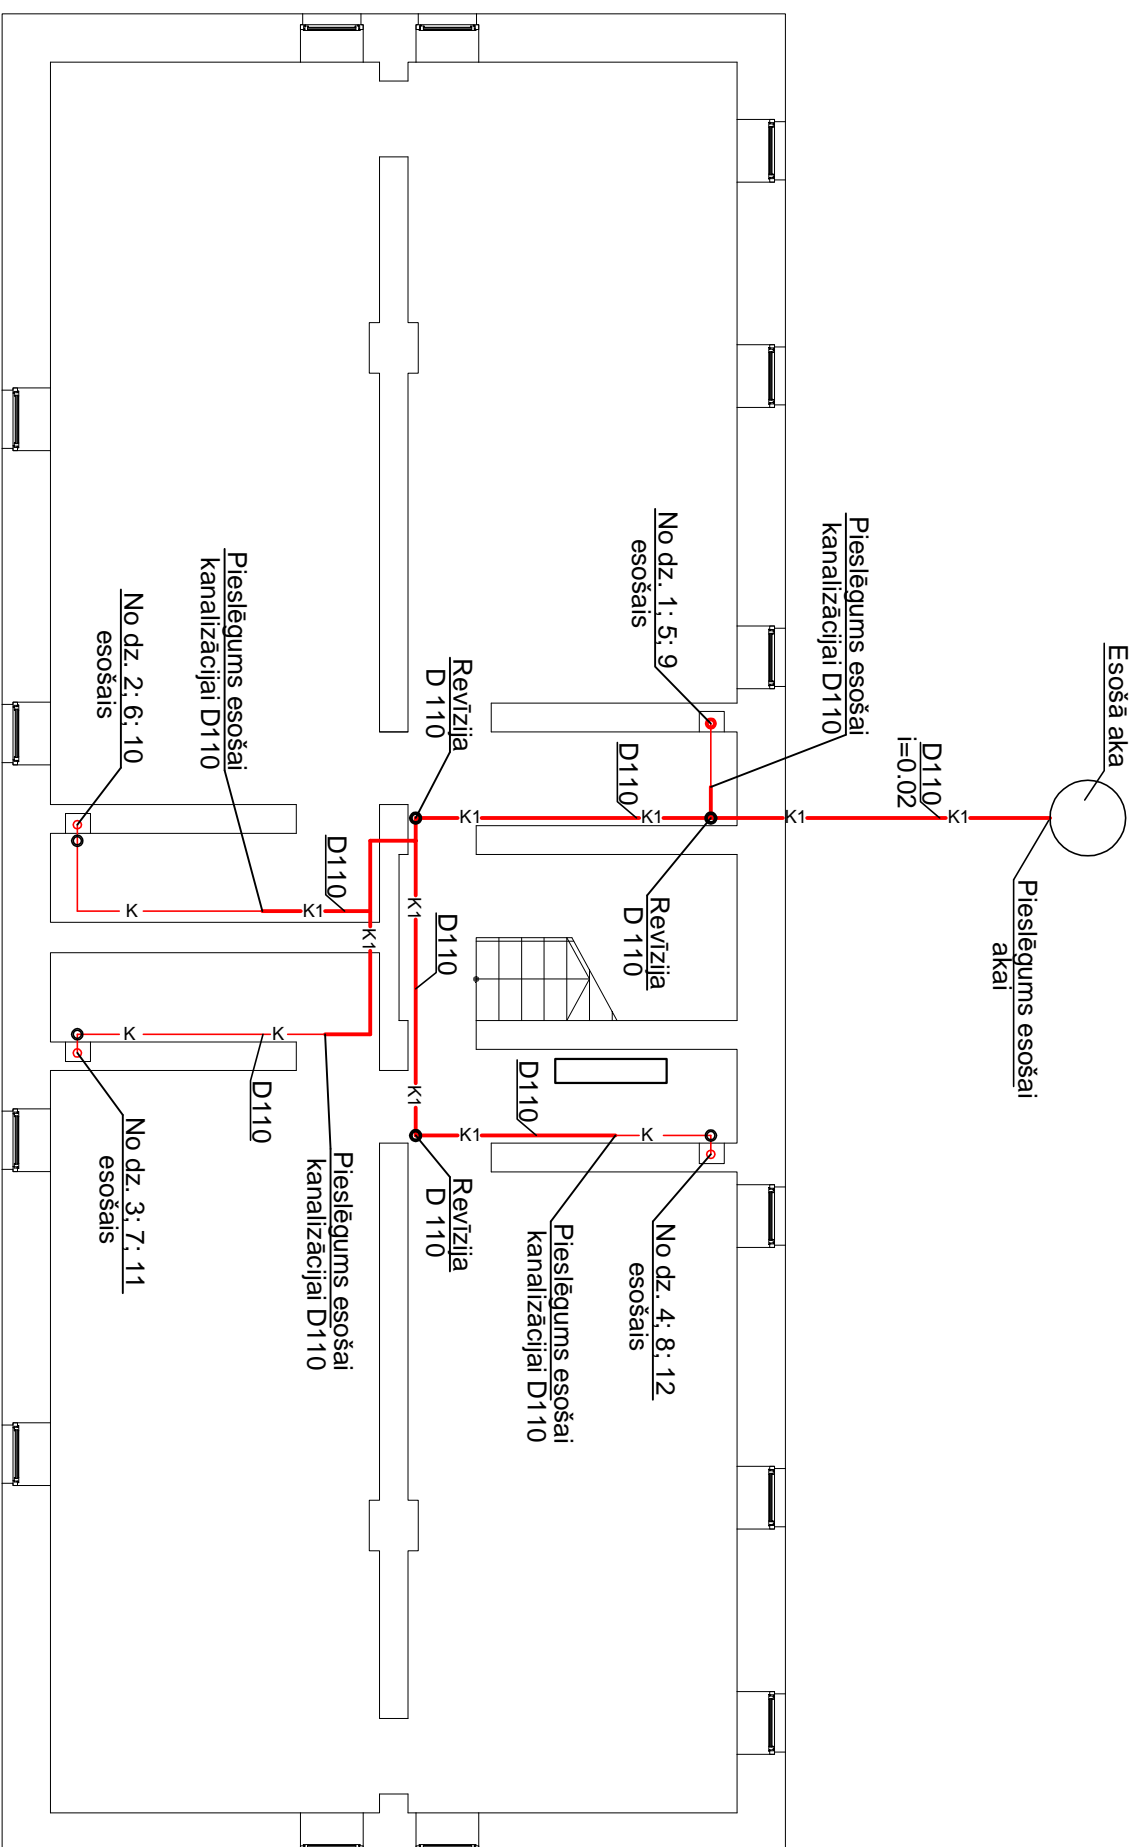 Esošā aka
Pieslēgums esošai
akai
D110
i=0.02
K1
K1
Pieslēgums esošai
kanalizācijai D110
No dz. 1; 5; 9
esošais
Revīzija
D 110
D110
K1
K1
Revīzija
D 110
D110
K1
K1
K1
D110
K1
K
Pieslēgums esošai
kanalizācijai D110
No dz. 2; 6; 10
esošais
K
K
D110
No dz. 3; 7; 11
esošais
Pieslēgums esošai
kanalizācijai D110
Revīzija
D 110
D110
K1
K
Pieslēgums esošai
kanalizācijai D110
No dz. 4; 8; 12
esošais